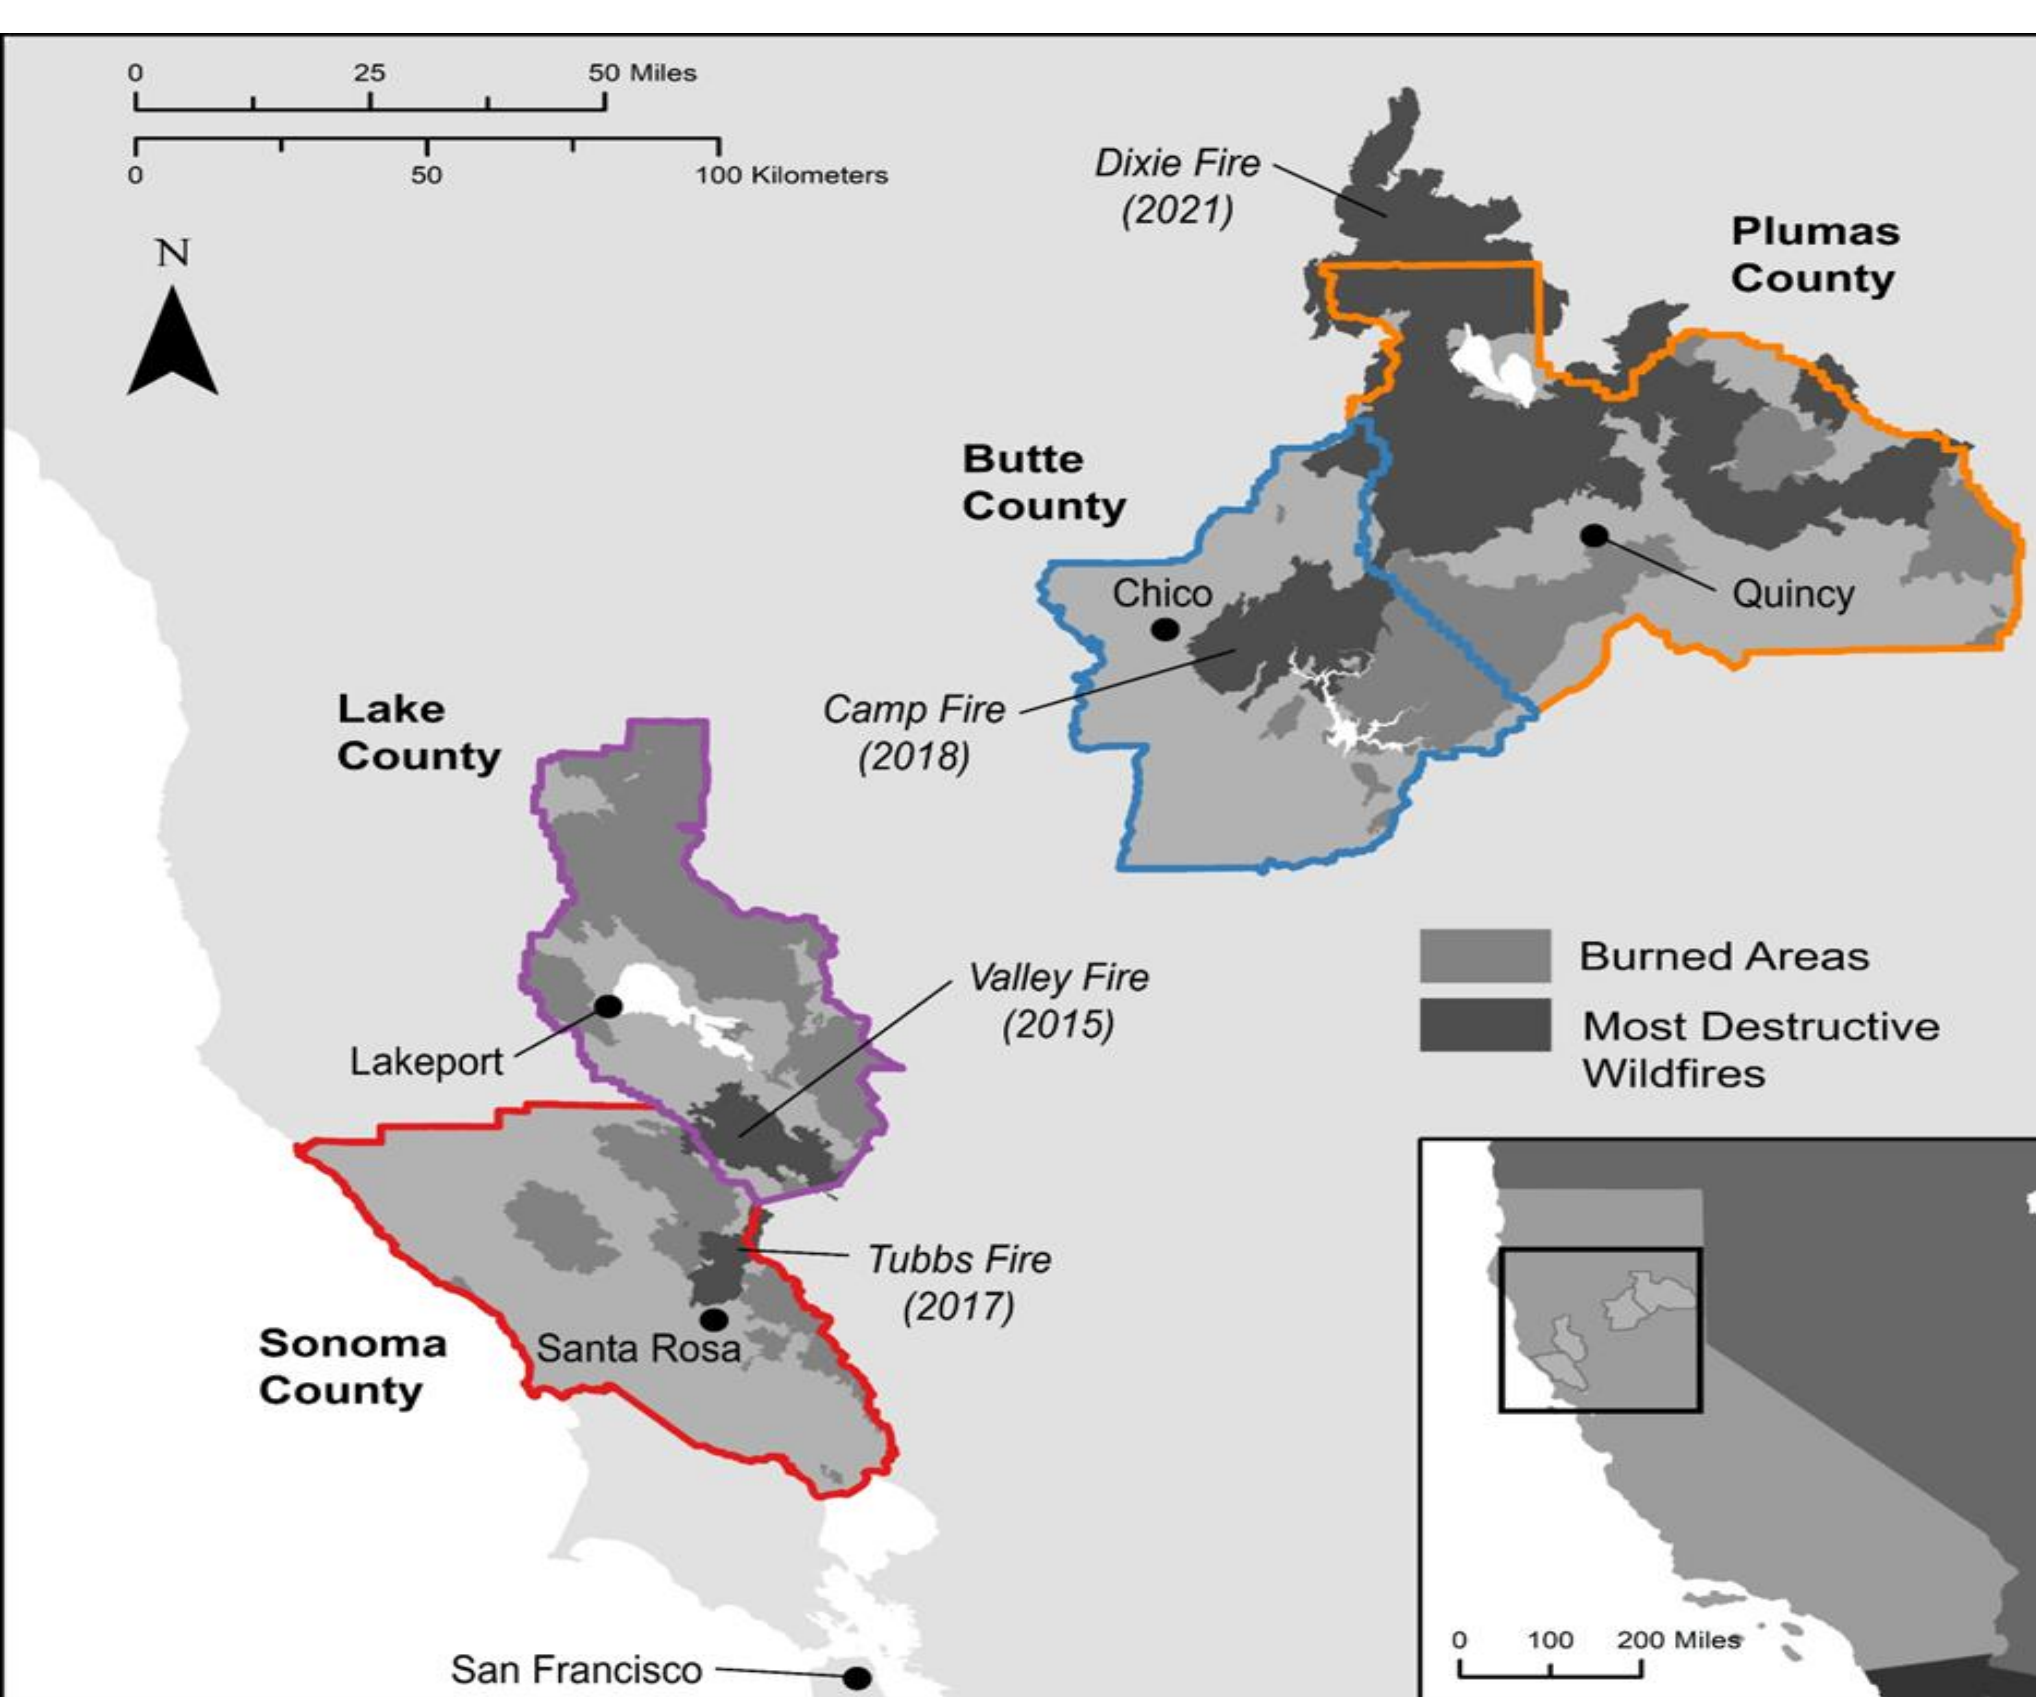 0 25 50 Miles
0 50 100 Kilometers
N
Dixie Fire
(2021)
Plumas
County
Butte
County
Chico
Quincy
Camp Fire
(2018)
Lake
County
Valley Fire
(2015)
Lakeport
Burned Areas
Most Destructive
Wildfires
Tubbs Fire
(2017)
Santa Rosa
Sonoma
County
San Francisco
0 100 200 Miles